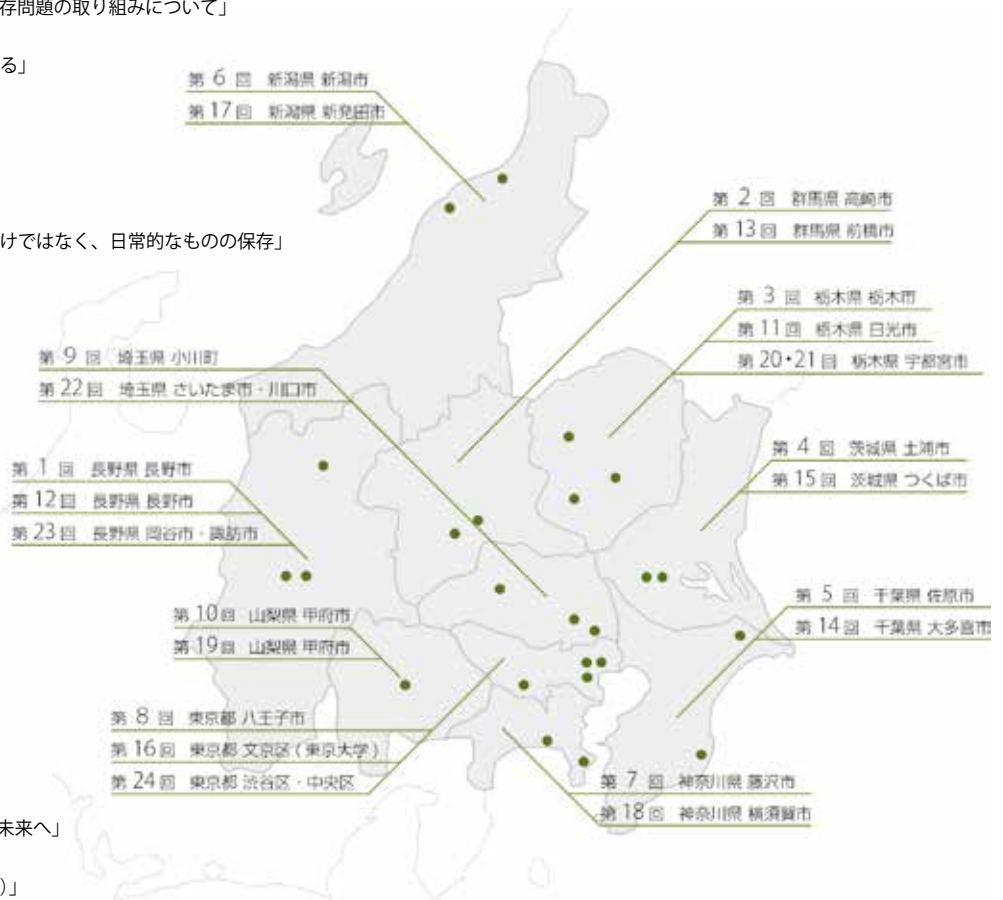 存問題の取り組みについて」
る」
第 6 回 新潟県 新潟市
第 17 回 新潟県 新発田市
第 2 回 群馬県 高崎市
第 13 回 群馬県 前橋市
けではなく、日常的なものの保存」
第 3 回 栃木県 栃木市
第 11 回 栃木県 日光市
第 20・21 回 栃木県 宇都宮市
第 9 回 埼玉県 小川町
第 22 回 埼玉県 さいたま市・川口市
第 4 回 茨城県 土浦市
第 15 回 茨城県 つくば市
第 1 回 長野県 長野市
第 12 回 長野県 長野市
第 23 回 長野県 岡谷市・諏訪市
第 5 回 千葉県 佐原市
第 14 回 千葉県 大多喜市
第 10 回 山梨県 甲府市
第 19 回 山梨県 甲府市
第 8 回 東京都 八王子市
第 16 回 東京都 文京区 ( 東京大学 )
第 24 回 東京都 渋谷区・中央区
第 7 回 神奈川県 藤沢市
第 18 回 神奈川県 横須賀市
未来へ」
）」